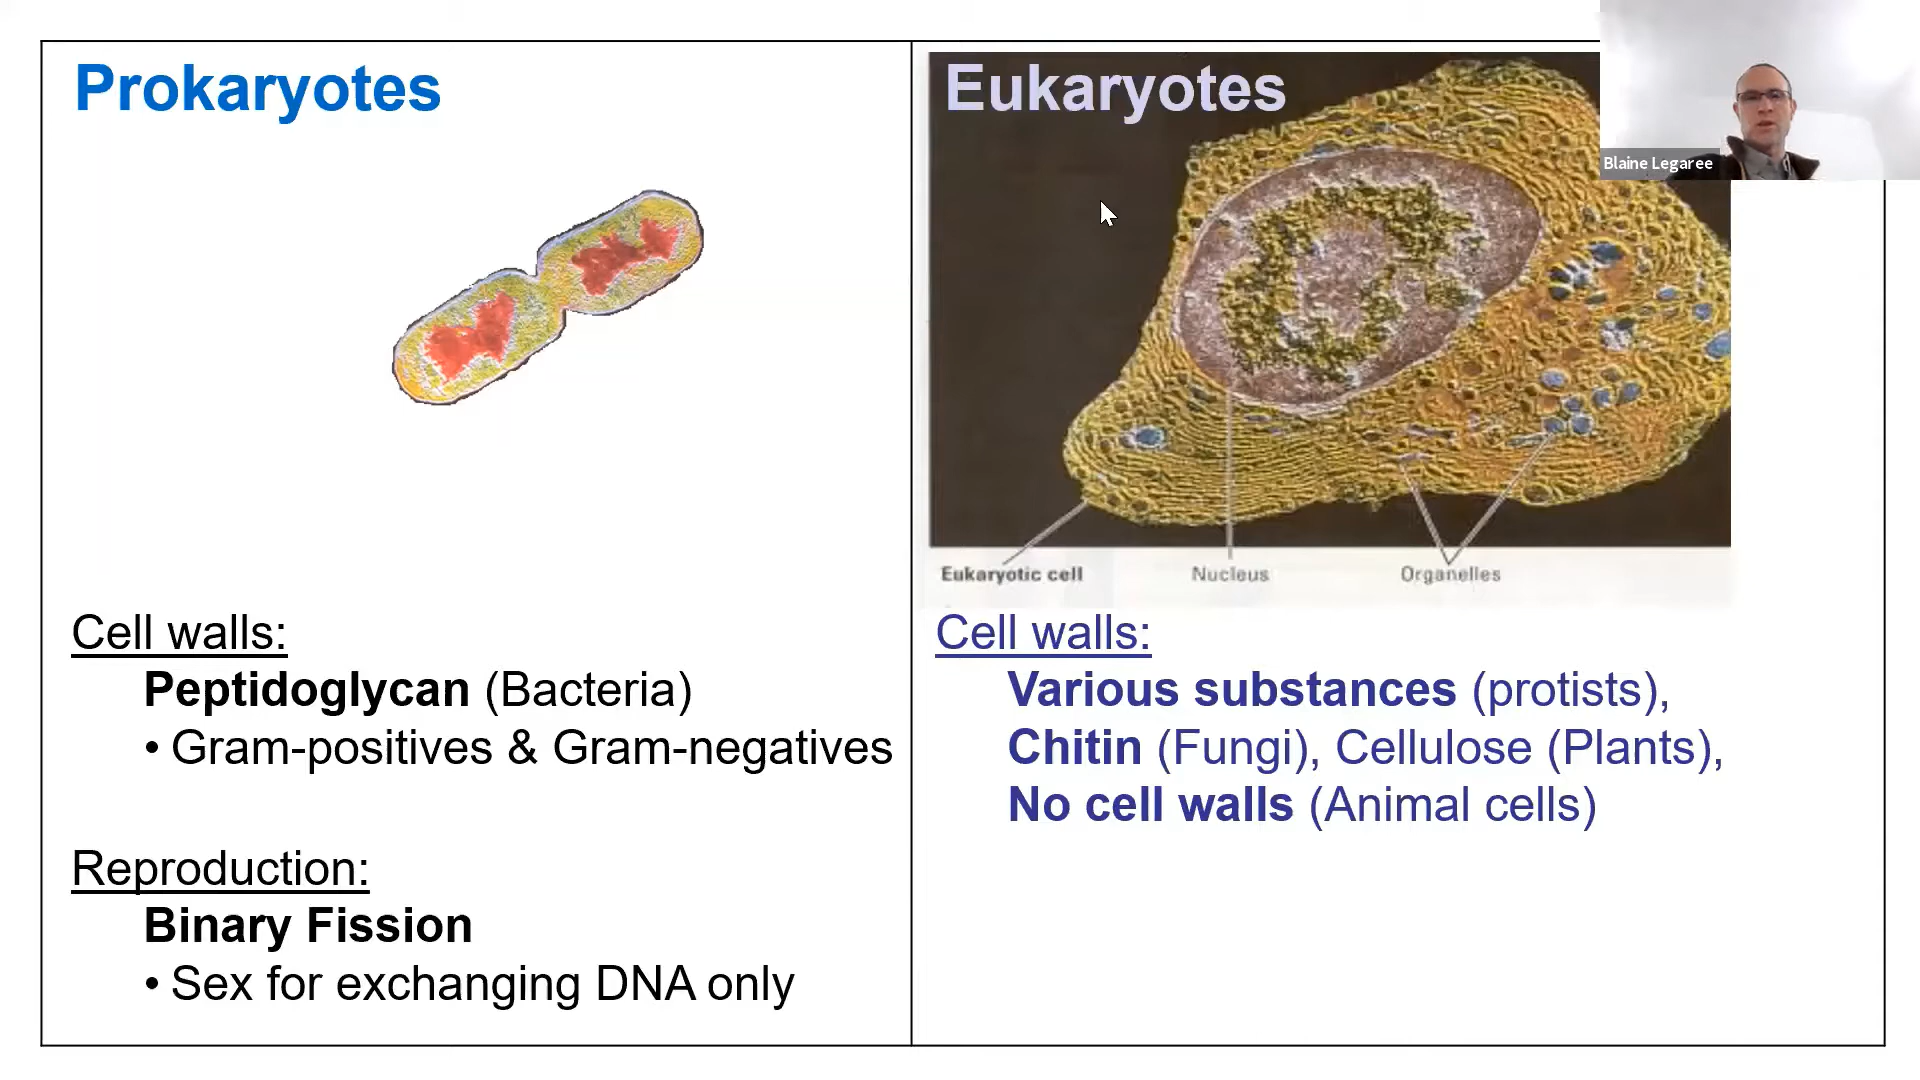 Prokaryotes
Cell walls:
Peptidoglycan (Bacteria)
• Gram-positives & Gram-negatives
Reproduction:
Binary Fission
• Sex for exchanging DNA only
Eukaryotes
Eukaryotic cell
Nucleus
Organelles
Cell walls:
Various substances (protists),
Chitin (Fungi), Cellulose (Plants),
No cell walls (Animal cells)
Blaine Legaree